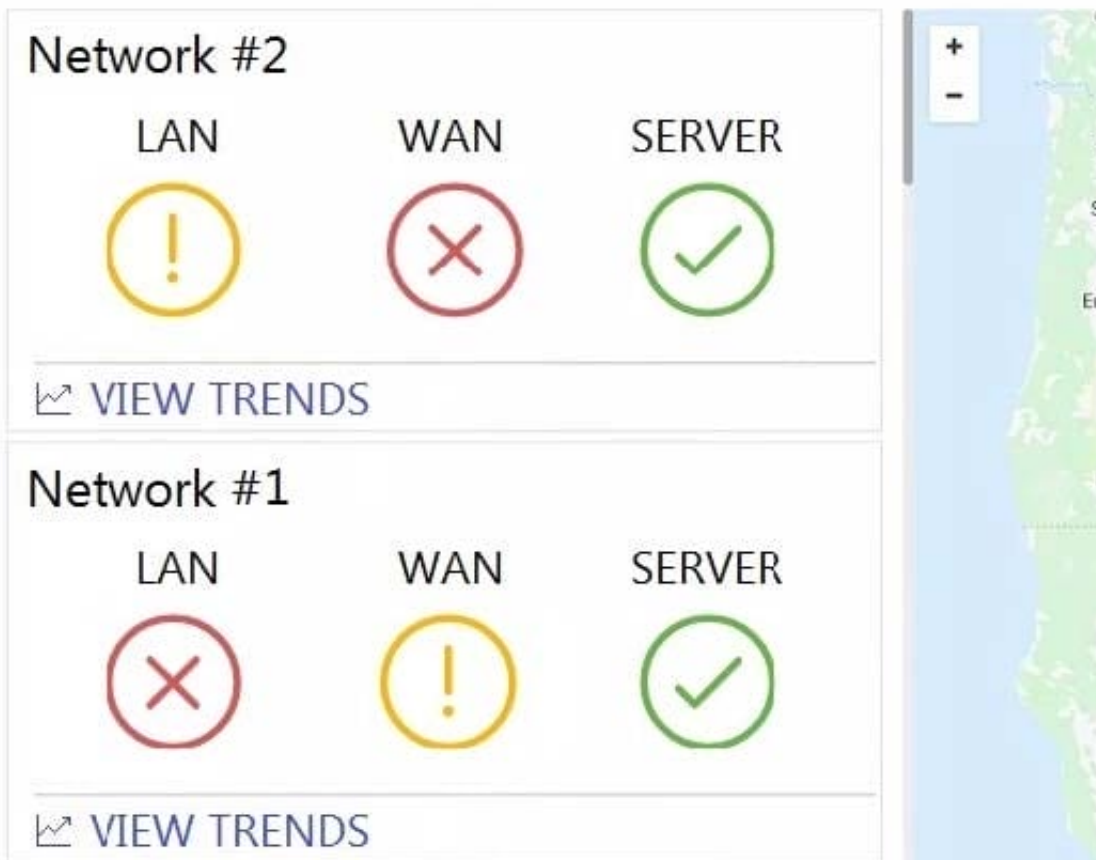 Network #2
LAN WAN SERVER
VIEW TRENDS
Network #1
LAN WAN SERVER
VIEW TRENDS
+
-